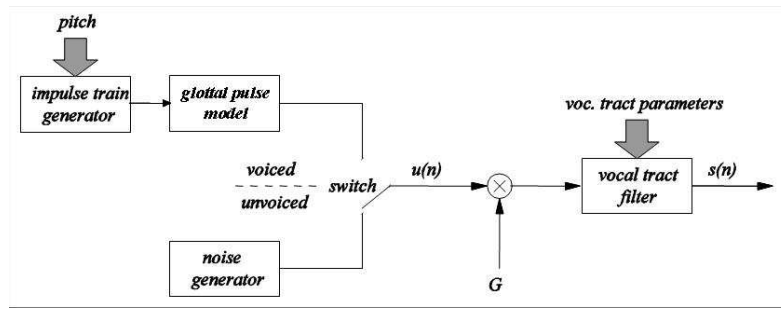 pitch
impulse train
generator
glottal pulse
model
voc. tract parameters
voiced
unvoiced
switch
u(n)
vocal tract
filter
s(n)
noise
generator
G